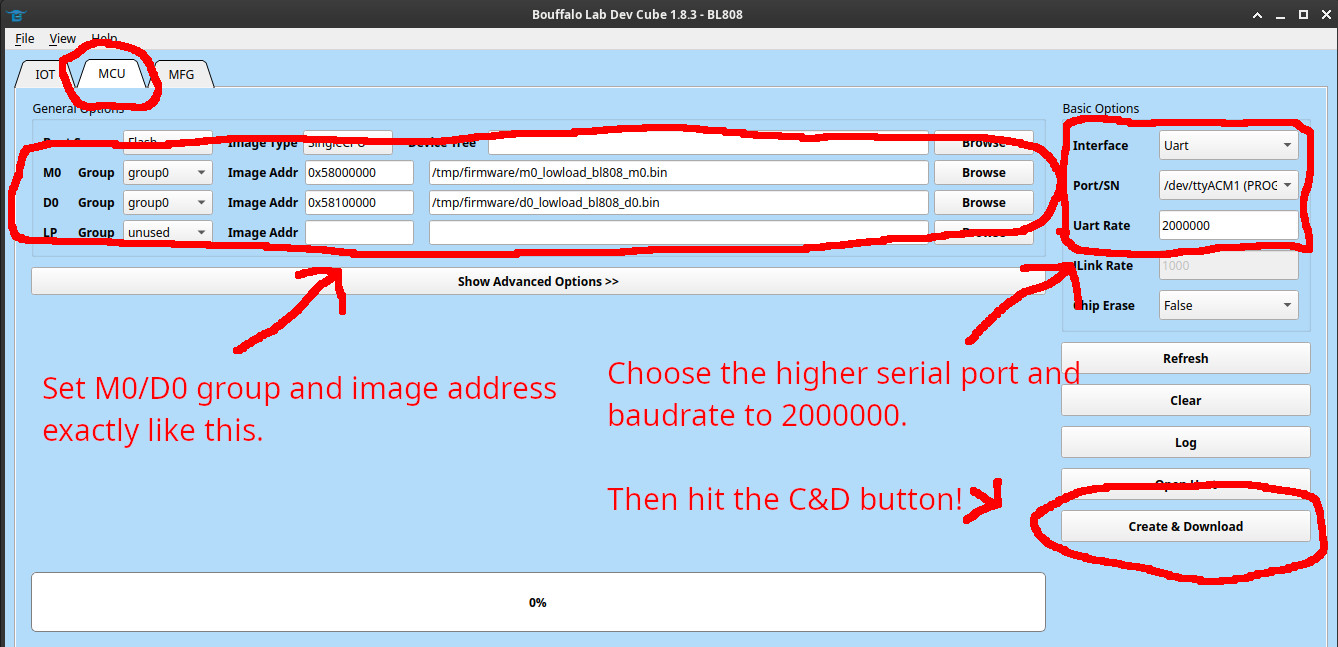 Bouffalo Lab Dev Cube 1.8.3 - BL808
File View Help
IOT MCU MFG
General Options
Flash Image Type SingleCPU Device Tree Browse
M0 Group group0 Image Addr 0x58000000 /tmp/firmware/m0_lowload_bl808_m0.bin Browse
D0 Group group0 Image Addr 0x58100000 /tmp/firmware/d0_lowload_bl808_d0.bin Browse
LP Group unused Image Addr Browse
Show Advanced Options >>
Basic Options
Interface Uart
Port/SN /dev/ttyACM1 (PROG
Uart Rate 2000000
JLink Rate 1000
Chip Erase False
Refresh
Clear
Log
Open Uart
Create & Download
Set M0/D0 group and image address
exactly like this.
Choose the higher serial port and
baudrate to 2000000.
Then hit the C&D button!
0%